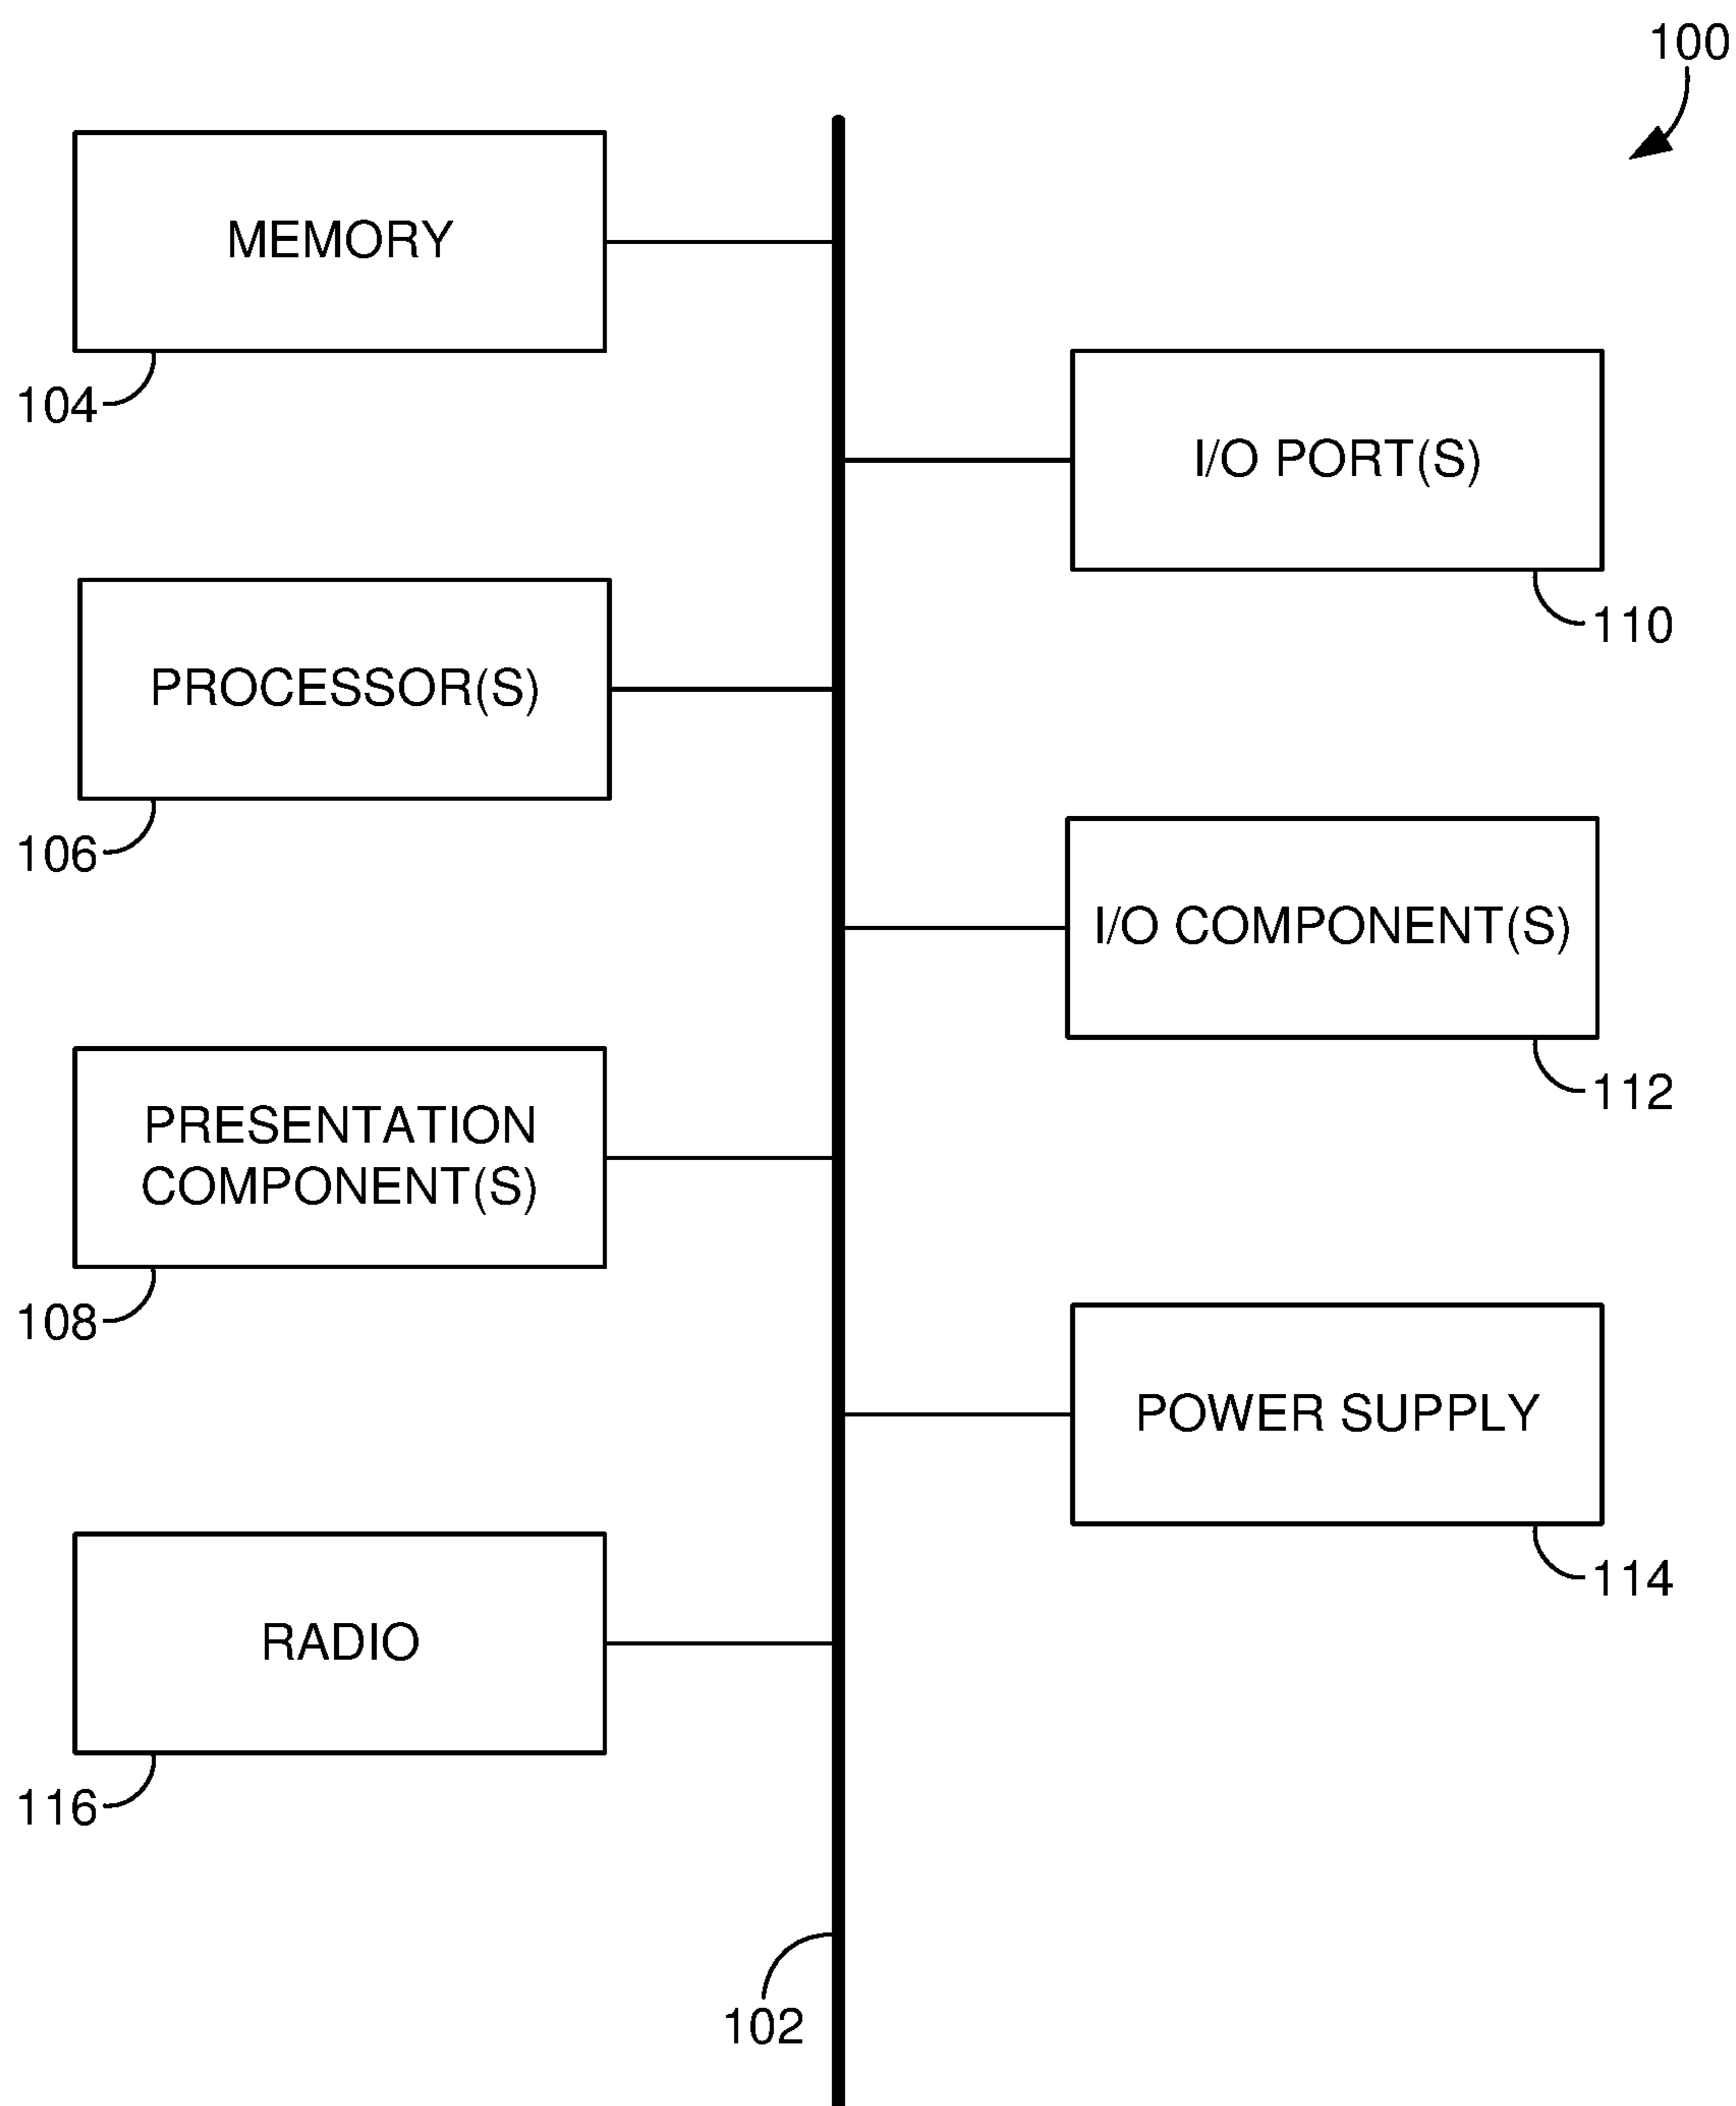 100
MEMORY
104
I/O PORT(S)
110
PROCESSOR(S)
106
I/O COMPONENT(S)
112
PRESENTATION
COMPONENT(S)
108
POWER SUPPLY
114
RADIO
116
102